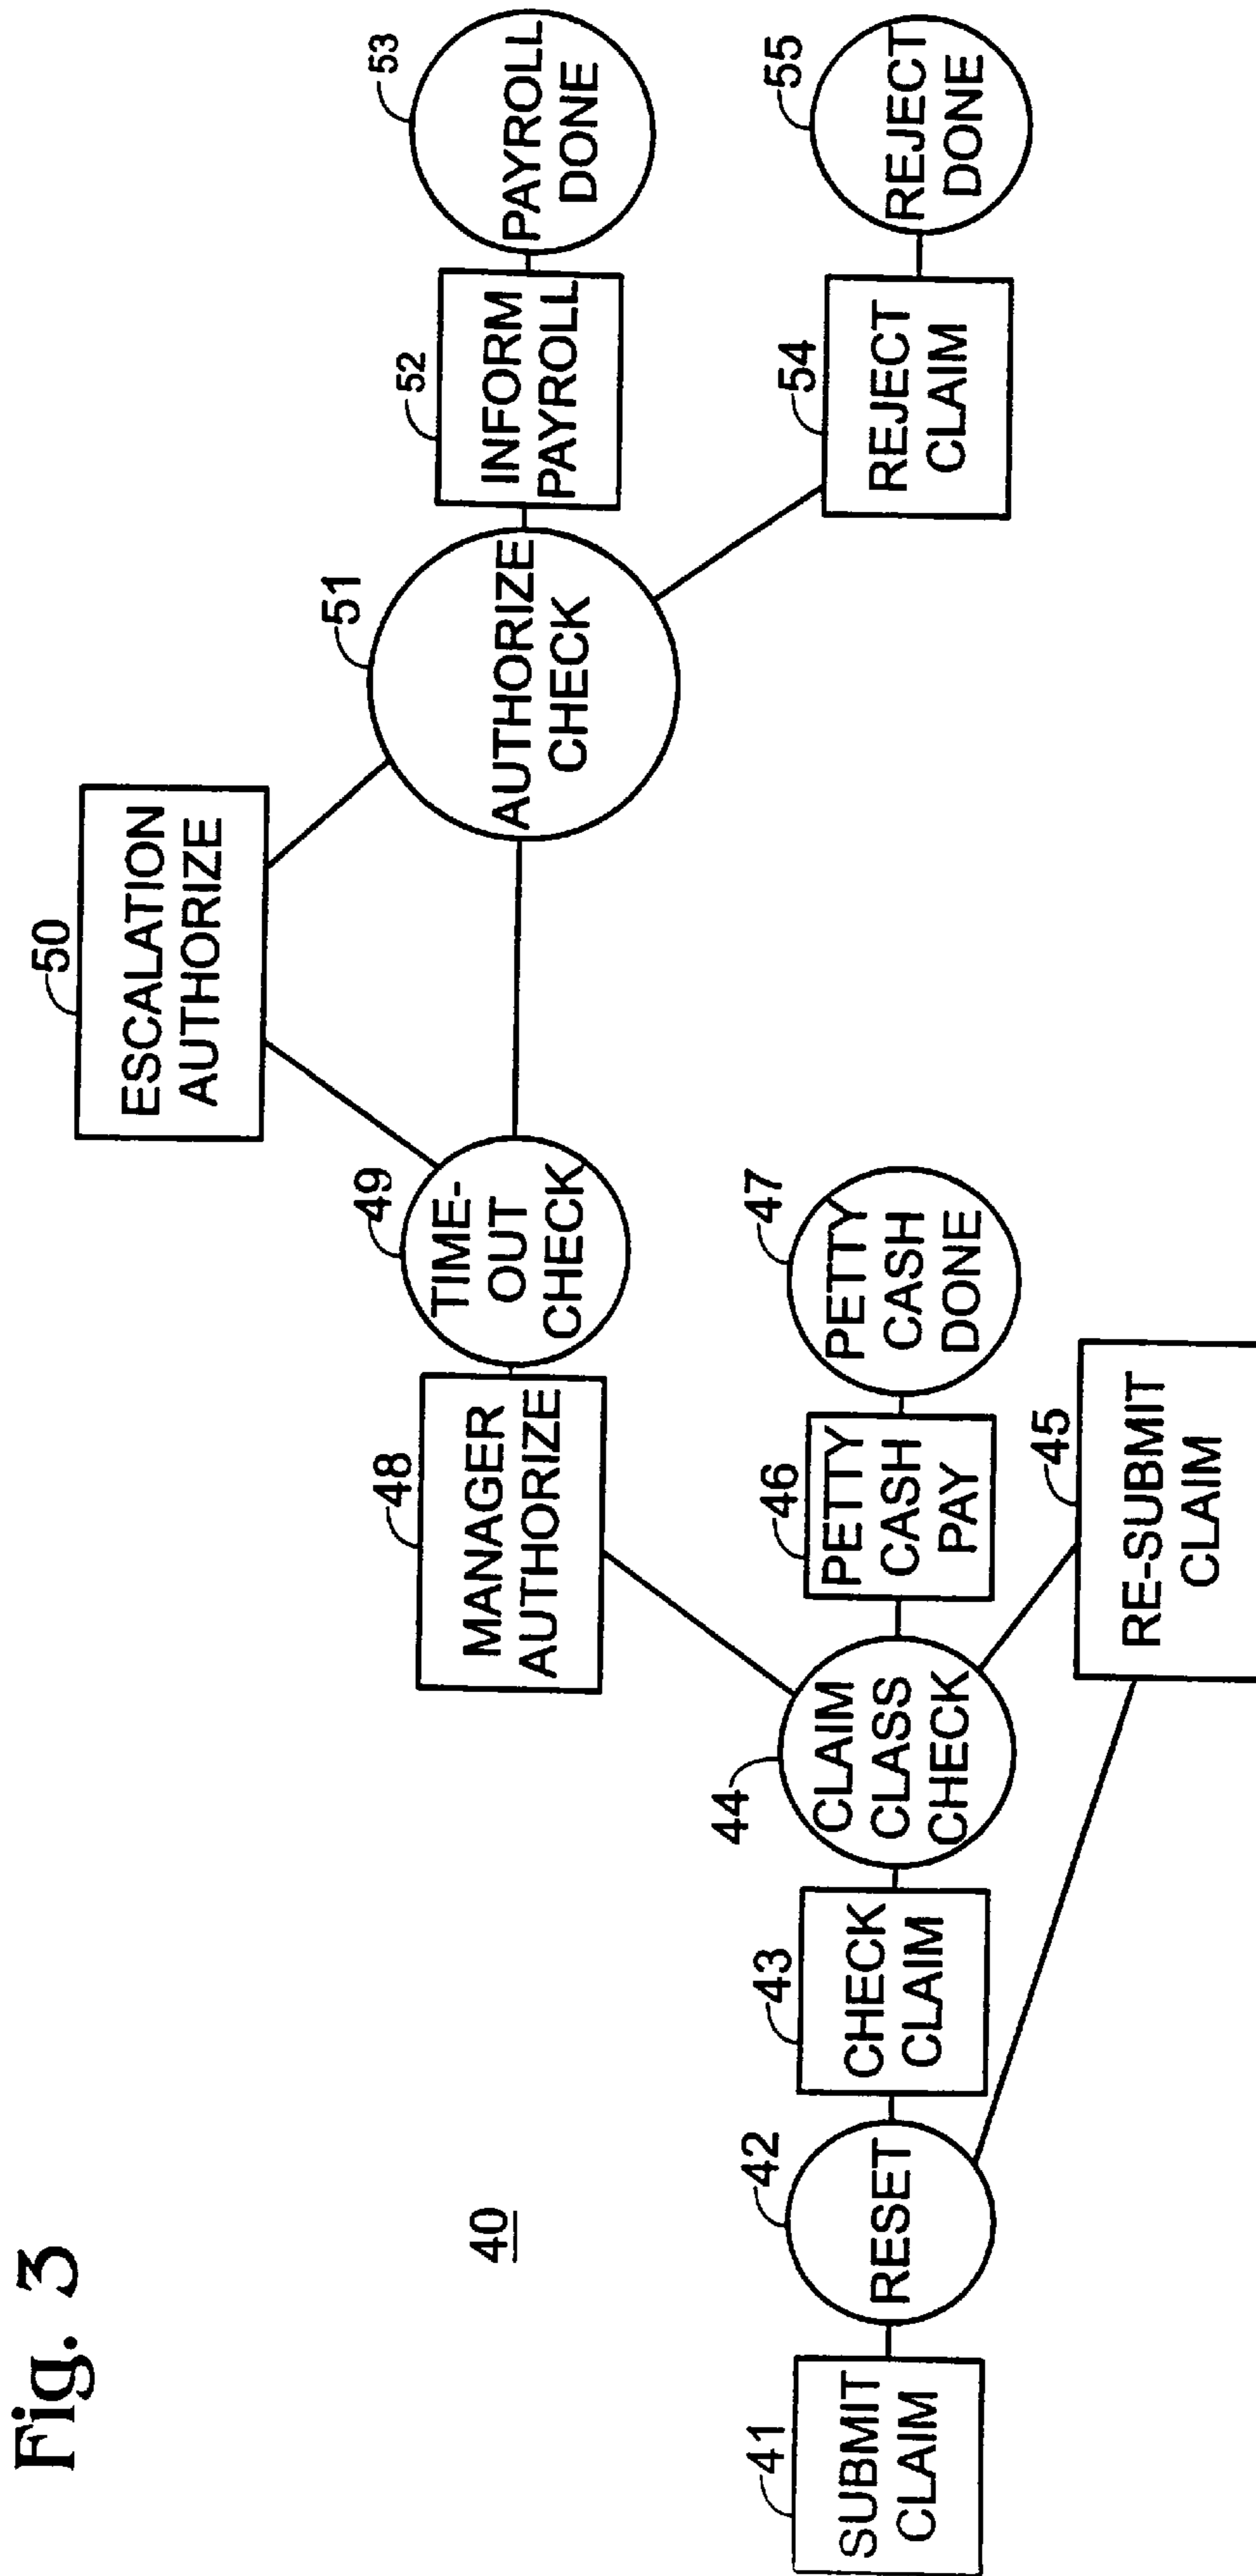 Fig. 3
40
41
SUBMIT
CLAIM
42
RESET
43
CHECK
CLAIM
44
CLAIM
CLASS
CHECK
45
RE-SUBMIT
CLAIM
46
PETTY
CASH
PAY
47
PETTY
CASH
DONE
48
MANAGER
AUTHORIZE
49
TIME-
OUT
CHECK
50
ESCALATION
AUTHORIZE
51
AUTHORIZE
CHECK
52
INFORM
PAYROLL
53
PAYROLL
DONE
54
REJECT
CLAIM
55
REJECT
DONE